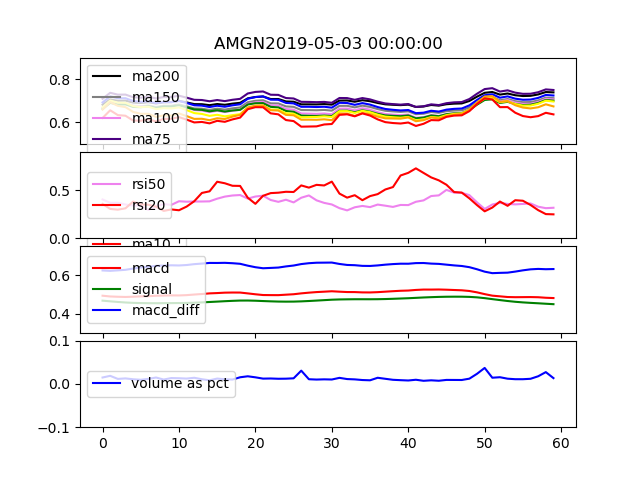 AMGN2019-05-03 00:00:00
0.8
0.6
ma200
ma150
ma100
ma75
0.5
0.0
rsi50
rsi20
ma10
0.6
0.4
macd
signal
macd_diff
0.1
0.0
−0.1
volume as pct
0 10 20 30 40 50 60